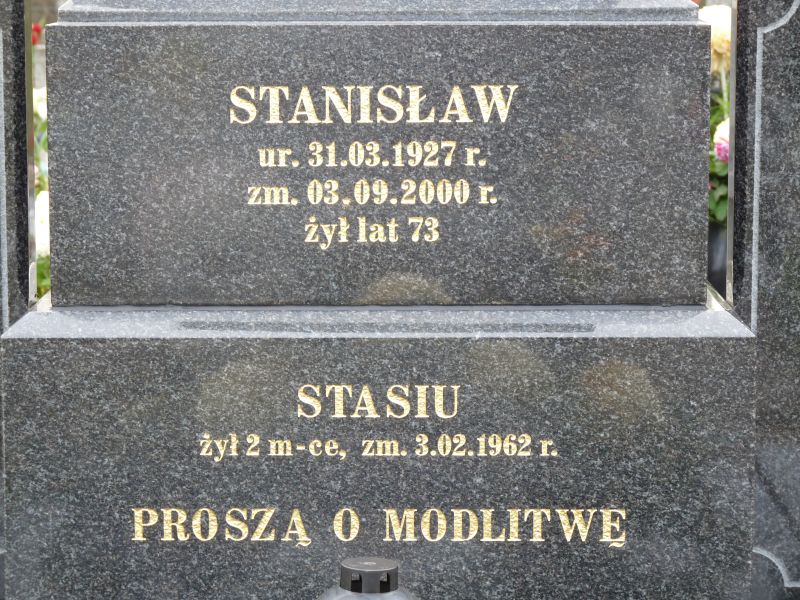 STANISŁAW
ur. 31.03.1927 r.
zm. 03.09.2000 r.
żył lat 73
STASIU
żył 2 m-ce, zm. 3.02.1962 r.
PROSZĄ O MODLITWĘ